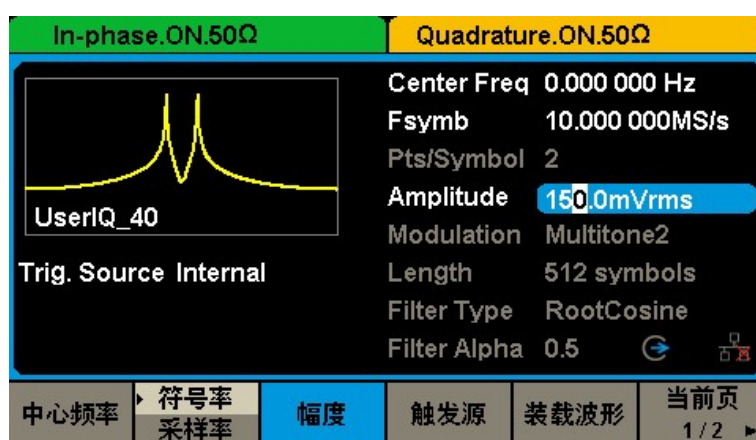 In-phase.ON.50Ω
Quadrature.ON.50Ω
UserIQ_40
Trig. Source Internal
Center Freq 0.000 000 Hz
Fsymb 10.000 000MS/s
Pts/Symbol 2
Amplitude 150.0mVrms
Modulation Multitone2
Length 512 symbols
Filter Type RootCosine
Filter Alpha 0.5
中心频率
符号率
采样率
幅度
触发源
装载波形
当前页
1/2